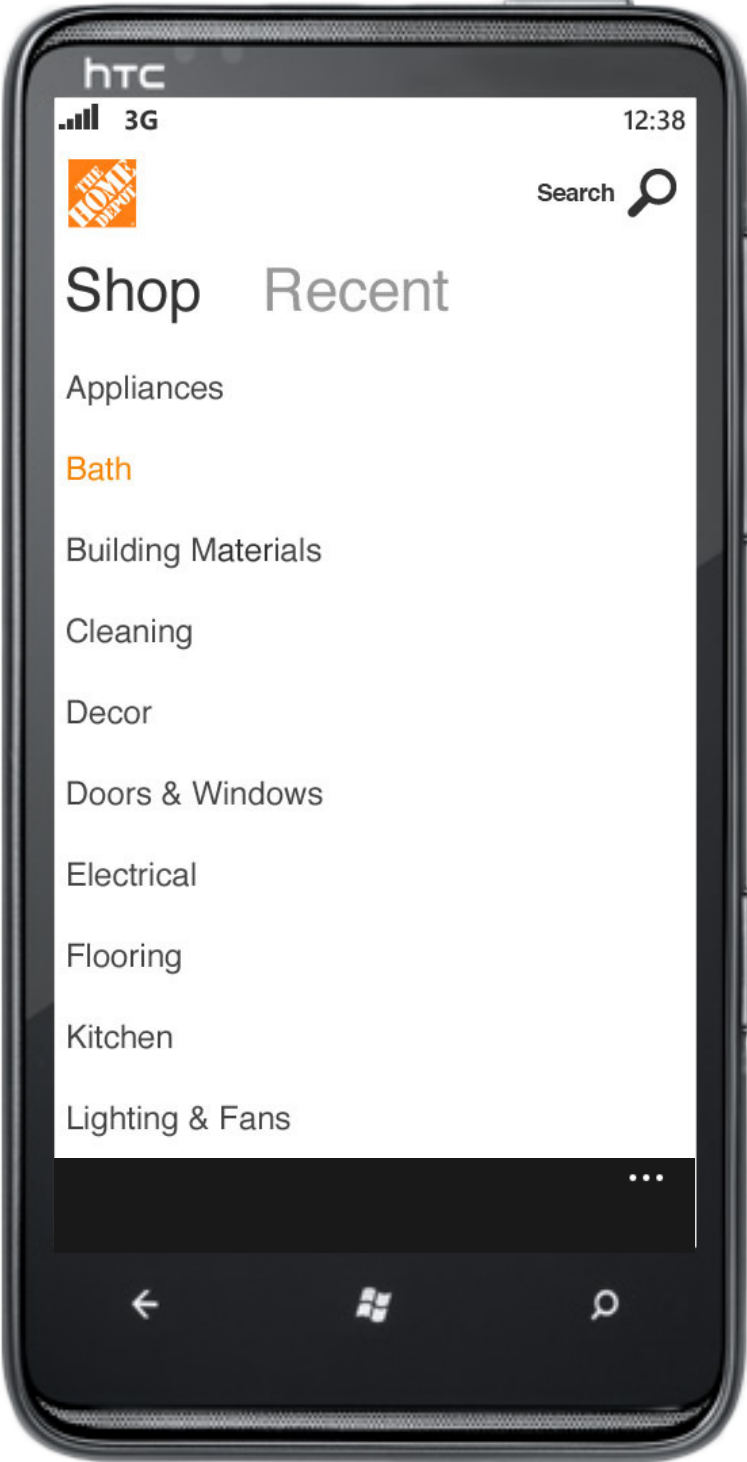 hTC
3G 12:38
THE
HOME
DEPOT
Search
Shop Recent
Appliances
Bath
Building Materials
Cleaning
Decor
Doors & Windows
Electrical
Flooring
Kitchen
Lighting & Fans